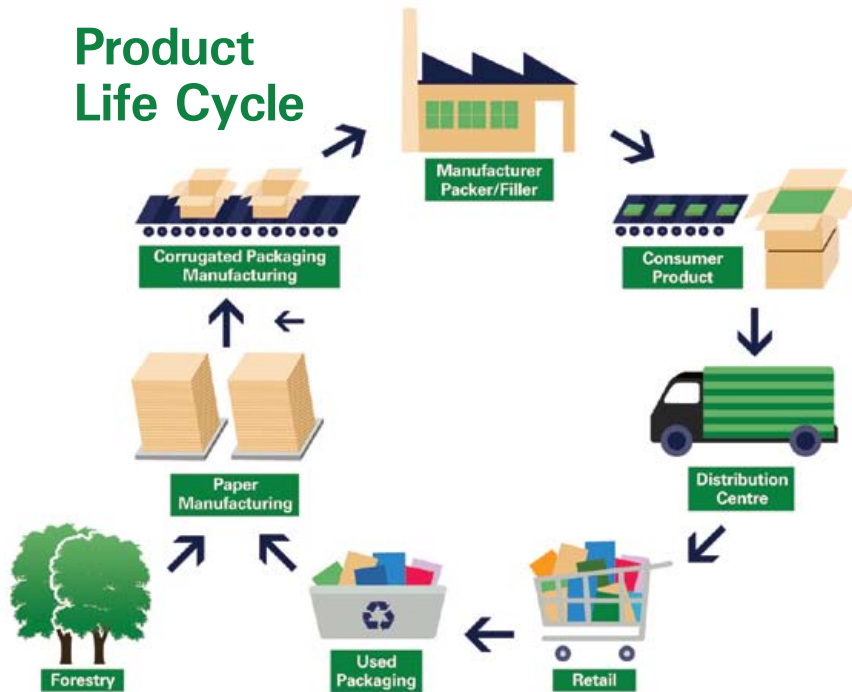 Product
Life Cycle
Manufacturer
Packer/Filler
Corrugated Packaging
Manufacturing
Consumer
Product
Paper
Manufacturing
Distribution
Centre
Forestry
Used
Packaging
Retail